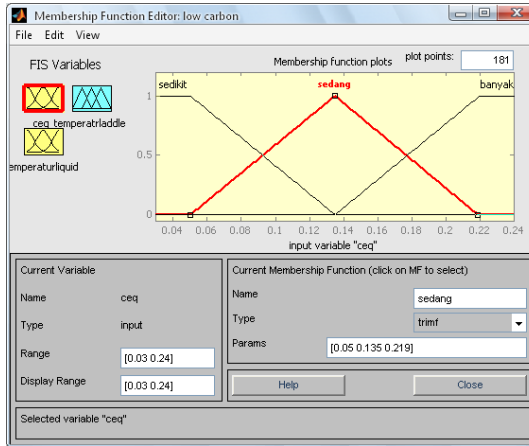 Membership Function Editor: low carbon
File Edit View
FIS Variables
Membership function plots
plot points:
181
ceq temperatrladdle
emperaturliquid
sedikit
sedang
banyak
1
0.5
0
0.04 0.06 0.08 0.1 0.12 0.14 0.16 0.18 0.2 0.22 0.24
input variable "ceq"
Current Variable
Name ceq
Type input
Range [0.03 0.24]
Display Range [0.03 0.24]
Current Membership Function (click on MF to select)
Name sedang
Type trimf
Params [0.05 0.135 0.219]
Help Close
Selected variable "ceq"